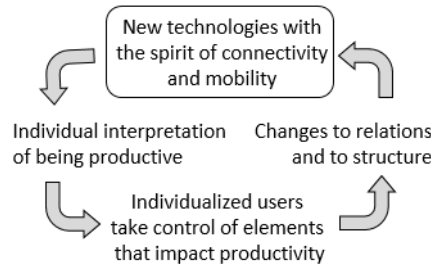 New technologies with
the spirit of connectivity
and mobility
Individual interpretation
of being productive
Changes to relations
and to structure
Individualized users
take control of elements
that impact productivity